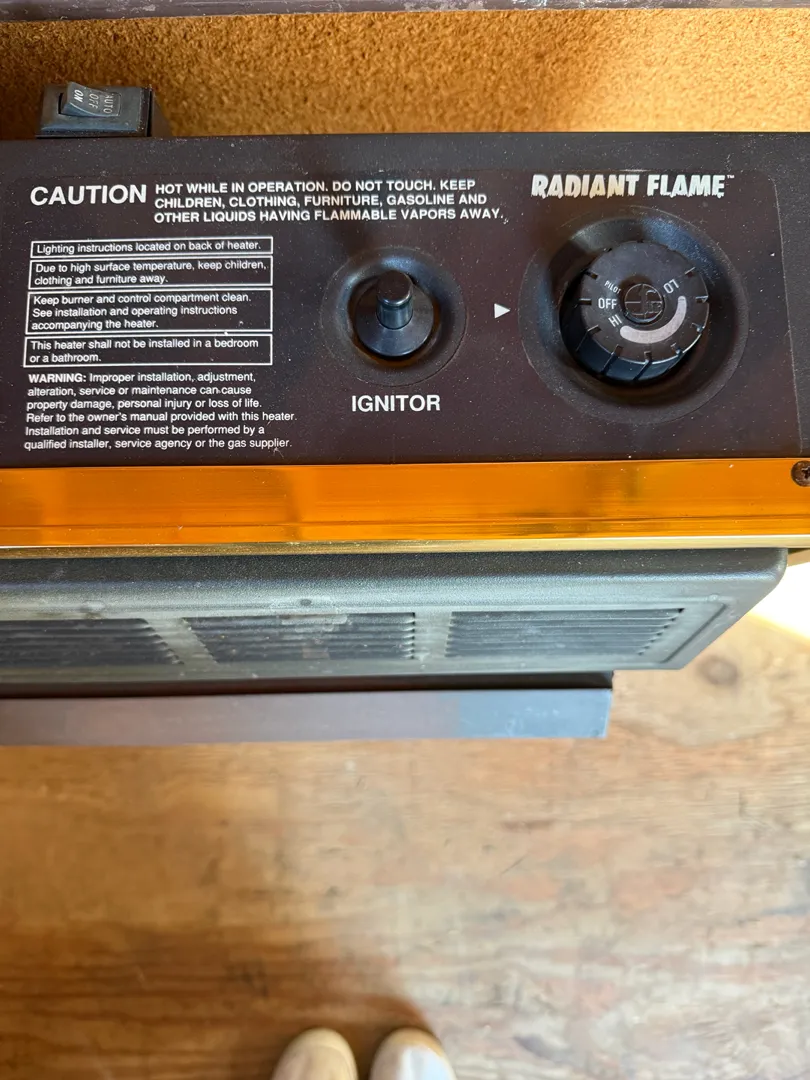 AUTO
OFF
ON
CAUTION HOT WHILE IN OPERATION. DO NOT TOUCH. KEEP
CHILDREN, CLOTHING, FURNITURE, GASOLINE AND
OTHER LIQUIDS HAVING FLAMMABLE VAPORS AWAY.
RADIANT FLAME™
Lighting instructions located on back of heater.
Due to high surface temperature, keep children,
clothing and furniture away.
Keep burner and control compartment clean.
See installation and operating instructions
accompanying the heater.
This heater shall not be installed in a bedroom
or a bathroom.
WARNING: Improper installation, adjustment,
alteration, service or maintenance can cause
property damage, personal injury or loss of life.
Refer to the owner's manual provided with this heater.
Installation and service must be performed by a
qualified installer, service agency or the gas supplier.
IGNITOR
PILOT
OFF
HI
LO